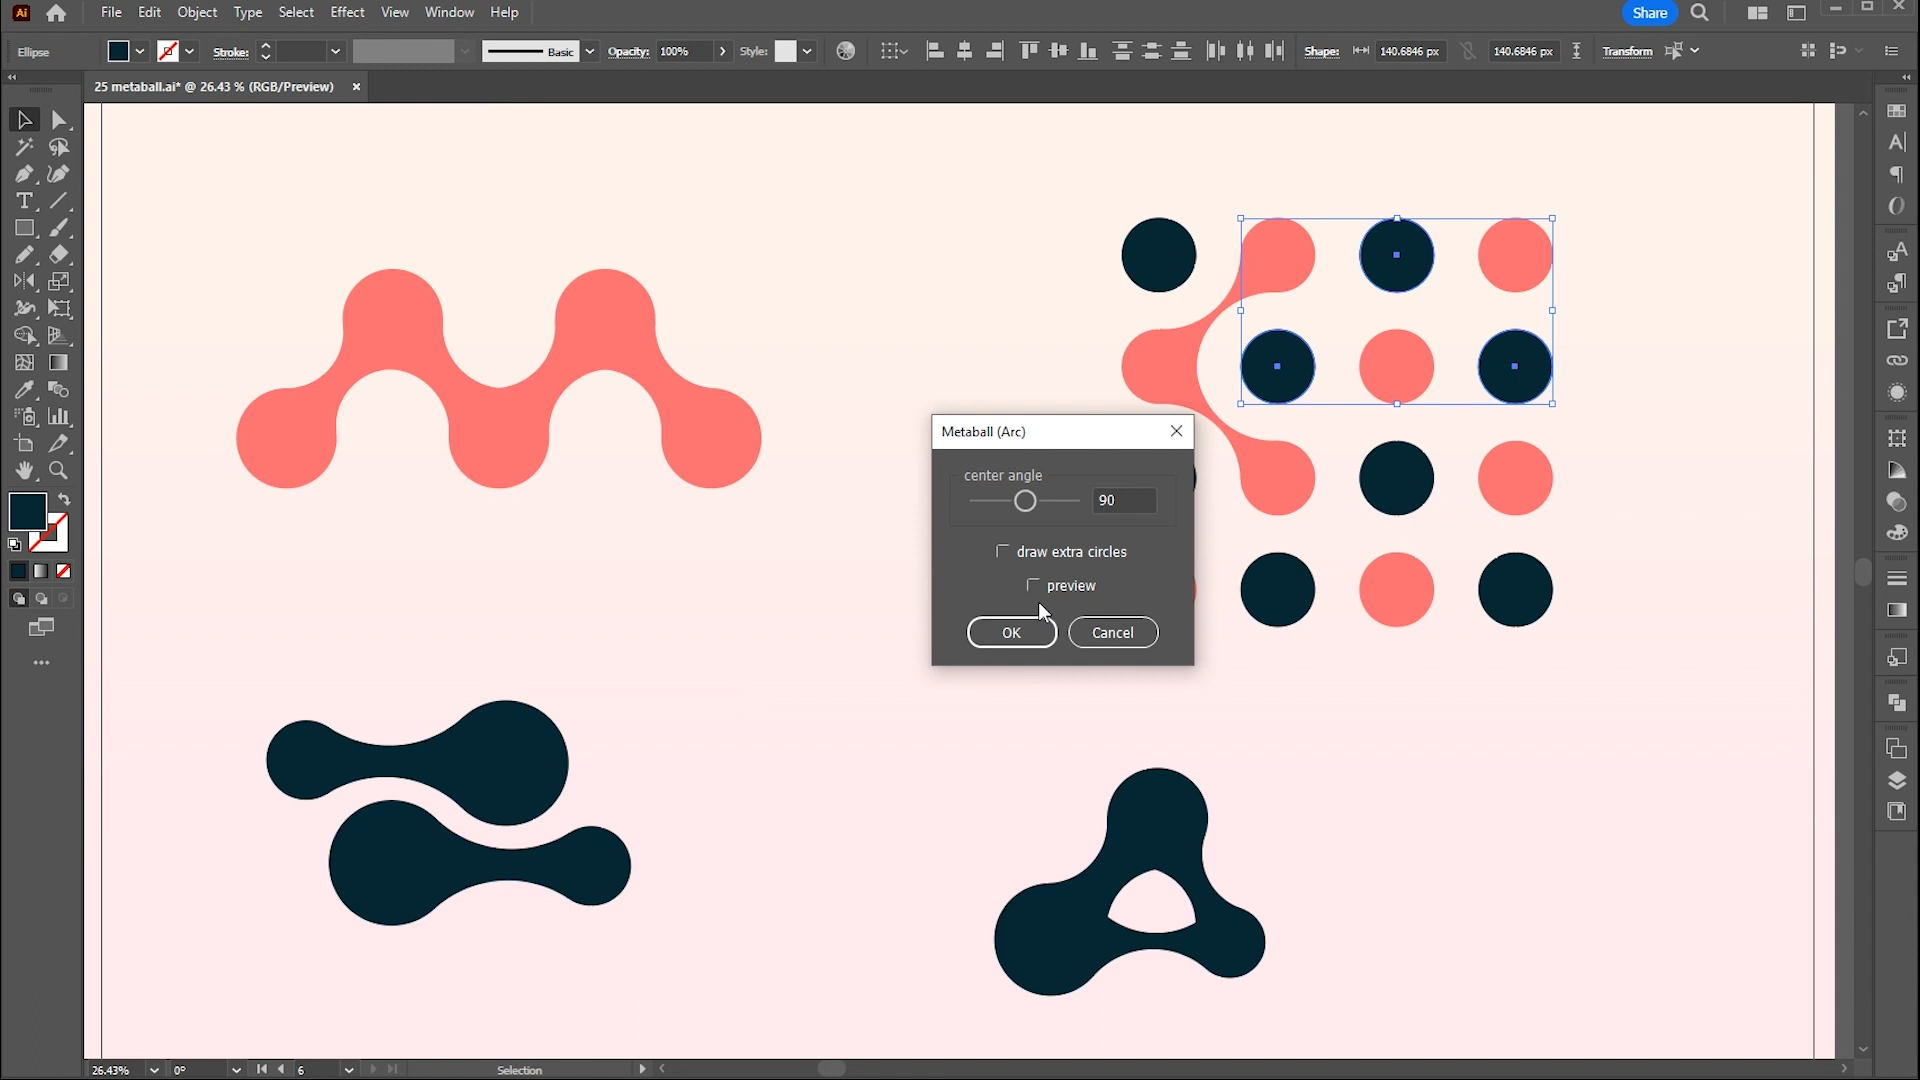 Ai File Edit Object Type Select Effect View Window Help Share
Ellipse Stroke: Basic Opacity: 100% Style: Shape: 140.6846 px 140.6846 px Transform
25 metaball.ai* @ 26.43 % (RGB/Preview)
Metaball (Arc)
center angle
90
draw extra circles
preview
OK Cancel
26.43% 0° 6 Selection